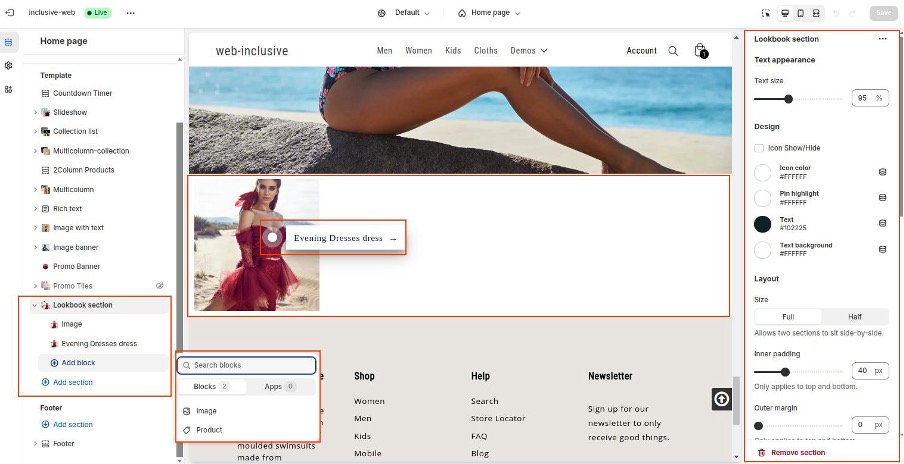 inclusive-web
Live
Default
Home page
Save
Home page
Template
Countdown Timer
Slideshow
Collection list
Multicolumn-collection
2Column Products
Multicolumn
Rich text
Image with text
Image banner
Promo Banner
Promo Tiles
Lookbook section
Image
Evening Dresses dress
Add block
Add section
Footer
Add section
Footer
web-inclusive
Men Women Kids Cloths Demos
Account
1
Evening Dresses dress →
Search blocks
Blocks 2
Apps 0
Image
Product
moulded swimsuits
made from
Shop
Women
Men
Kids
Mobile
Help
Search
Store Locator
FAQ
Blog
Newsletter
Sign up for our
newsletter to only
receive good things.
Lookbook section
Text appearance
Text size
95 %
Design
Icon Show/Hide
Icon color
#FFFFFF
Pin highlight
#FFFFFF
Text
#102225
Text background
#FFFFFF
Layout
Size
Full Half
Allows two sections to sit side-by-side.
Inner padding
40 px
Only applies to top and bottom.
Outer margin
0 px
Only applies to top and bottom.
Remove section